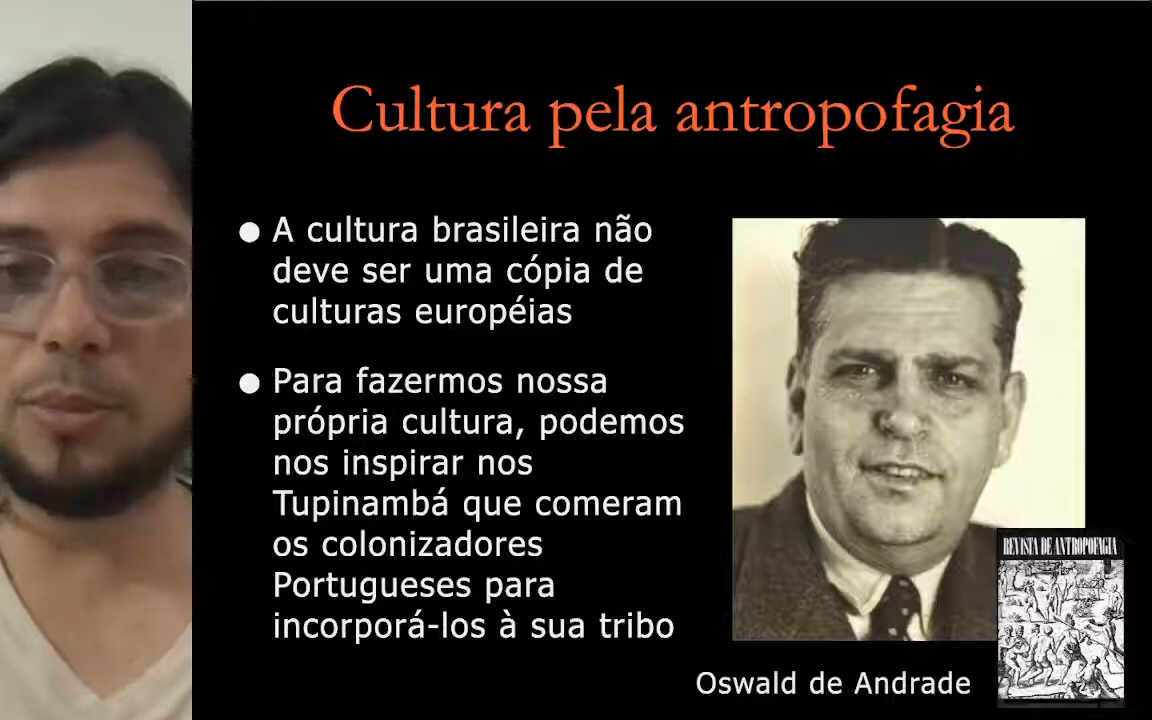 Cultura pela antropofagia
● A cultura brasileira não
deve ser uma cópia de
culturas européias
● Para fazermos nossa
própria cultura, podemos
nos inspirar nos
Tupinambá que comeram
os colonizadores
Portugueses para
incorporá-los à sua tribo
REVISTA DE ANTROPOFAGIA
Oswald de Andrade